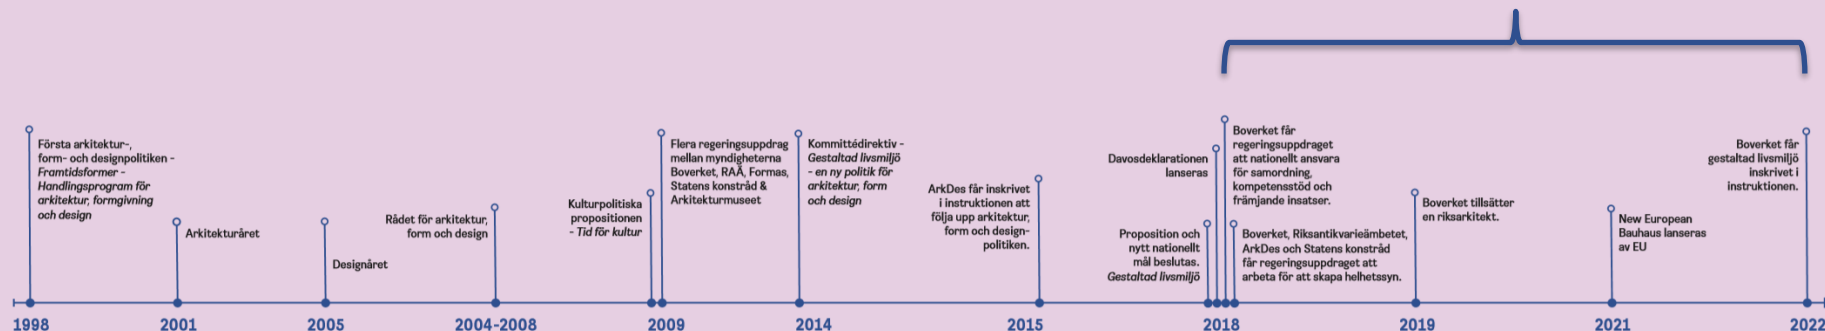 Första arkitektur-,
form- och designpolitiken -
Framtidsformer -
Handlingsprogram för
arkitektur, formgivning
och design
Arkitekturåret
Designåret
Rådet för arkitektur,
form och design
Kulturpolitiska
propositionen
- Tid för kultur
Flera regeringsuppdrag
mellan myndigheterna
Boverket, RAÄ, Formas,
Statens konstråd &
Arkitekturmuseet
Kommittédirektiv -
Gestaltad livsmiljö
- en ny politik för
arkitektur, form
och design
ArkDes får inskrivet
i instruktionen att
följa upp arkitektur,
form och design-
politiken.
Davosdeklarationen
lanseras
Proposition och
nytt nationellt
mål beslutas.
Gestaltad livsmiljö
Boverket får
regeringsuppdraget
att nationellt ansvara
för samordning,
kompetensstöd och
främjande insatser.
Boverket, Riksantikvarieämbetet,
ArkDes och Statens konstråd
får regeringsuppdraget att
arbeta för att skapa helhetssyn.
Boverket tillsätter
en riksarkitekt.
New European
Bauhaus lanseras
av EU
Boverket får
gestaltad livsmiljö
inskrivet i
instruktionen.
1998
2001
2005
2004-2008
2009
2014
2015
2018
2019
2021
2022